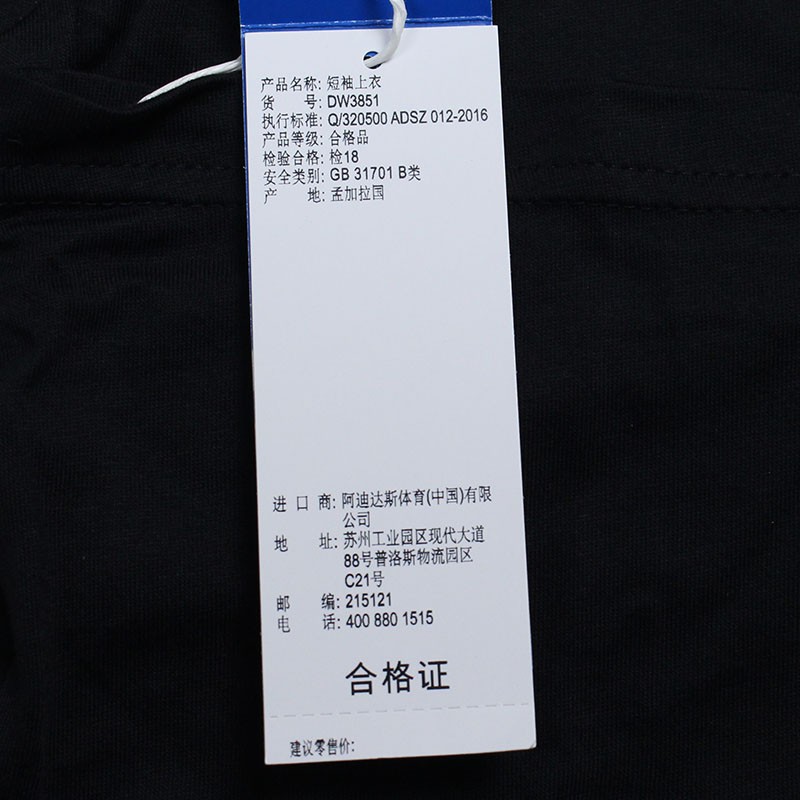 产品名称: 短袖上衣
货 号: DW3851
执行标准: Q/320500 ADSZ 012-2016
产品等级: 合格品
检验合格: 检18
安全类别: GB 31701 B类
产 地: 孟加拉国
进 口 商: 阿迪达斯体育(中国)有限
公司
地 址: 苏州工业园区现代大道
88号普洛斯物流园区
C21号
邮 编: 215121
电 话: 400 880 1515
合格证
建议零售价: